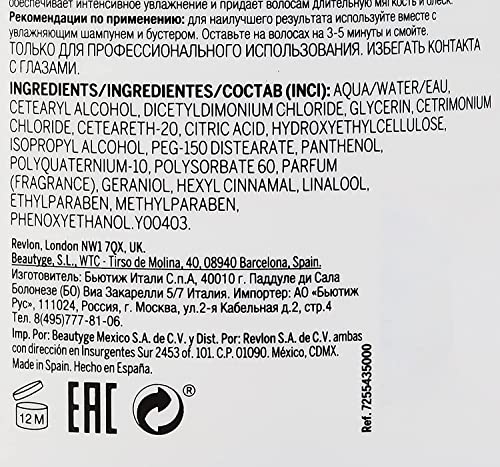 обеспечивает интенсивное увлажнение и придает волосам длительную мягкость и блеск.
Рекомендации по применению: для наилучшего результата используйте вместе с
увлажняющим шампунем и бустером. Оставьте на волосах на 3-5 минуты и смойте.
ТОЛЬКО ДЛЯ ПРОФЕССИОНАЛЬНОГО ИСПОЛЬЗОВАНИЯ. ИЗБЕГАТЬ КОНТАКТА
С ГЛАЗАМИ.
INGREDIENTS/INGREDIENTES/СОСТАВ (INCI): AQUA/WATER/EAU,
CETEARYL ALCOHOL, DICETYLDIMONIUM CHLORIDE, GLYCERIN, CETRIMONIUM
CHLORIDE, CETEARETH-20, CITRIC ACID, HYDROXYETHYLCELLULOSE,
ISOPROPYL ALCOHOL, PEG-150 DISTEARATE, PANTHENOL,
POLYQUATERNIUM-10, POLYSORBATE 60, PARFUM
(FRAGRANCE), GERANIOL, HEXYL CINNAMAL, LINALOOL,
ETHYLPARABEN, METHYLPARABEN,
PHENOXYETHANOL.Y00403.
Revlon, London NW1 7QX, UK.
Beautyge, S.L., WTC - Tirso de Molina, 40, 08940 Barcelona, Spain.
Изготовитель: Бьютиж Итали С.п.А, 40010 г. Паддуле ди Сала
Болонезе (БО) Виа Какарелли 5/7 Италия. Импортер: АО «Бьютиж
Рус», 111024, Россия, г. Москва, ул.2-я Кабельная д.2, стр.4
Тел. 8(495)777-81-06.
Imp. Por: Beautyge Mexico S.A. de C.V. y Dist. Por: Revlon S.A. de C.V. ambas
con dirección en Insurgentes Sur 2453 of. 101. C.P. 01090. México, CDMX.
Made in Spain. Hecho en España.
12 M
EAC
®
Ref. 7255435000